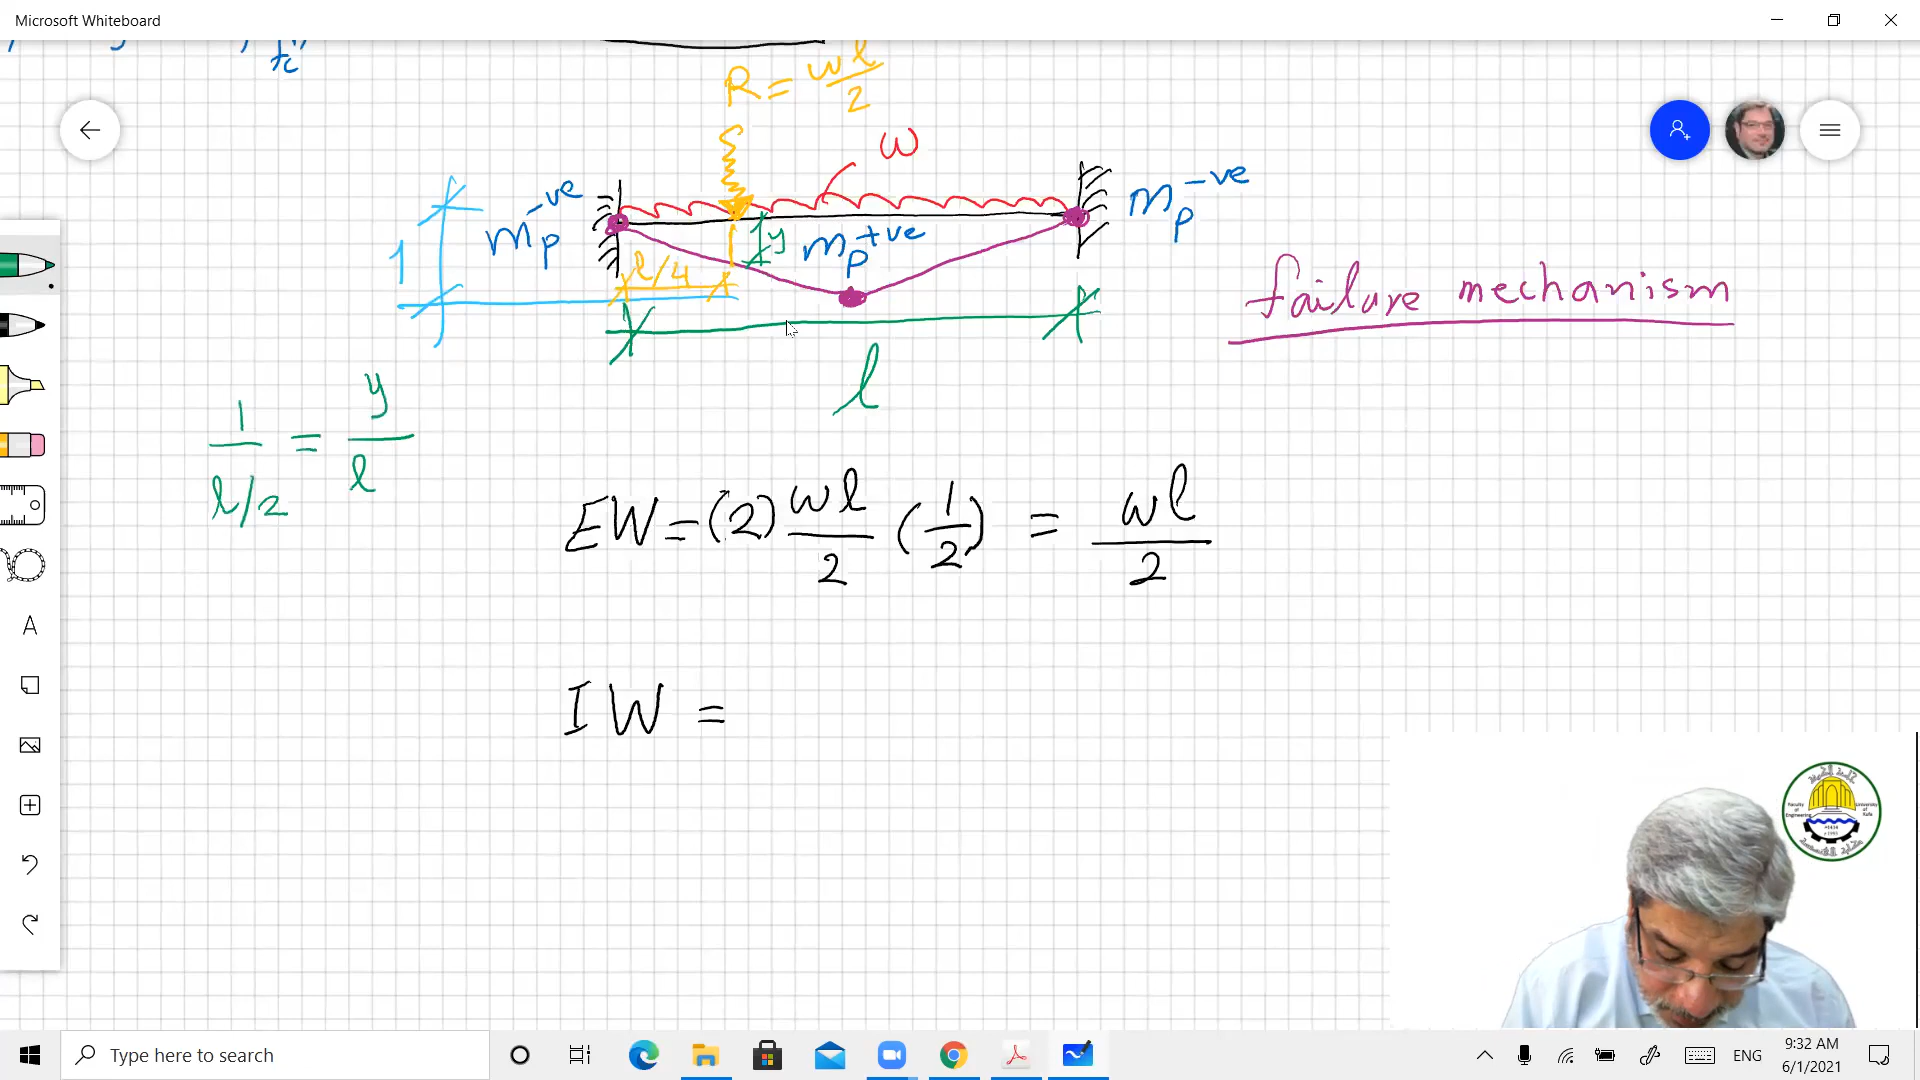 Microsoft Whiteboard
R = wl/2
w
mp -ve
mp -ve
1
y
mp +ve
l/4
failure mechanism
l
1/(l/2) = y/l
EW = (2) wl/2 (1/2) = wl/2
IW =
A
Type here to search
ENG
9:32 AM
6/1/2021